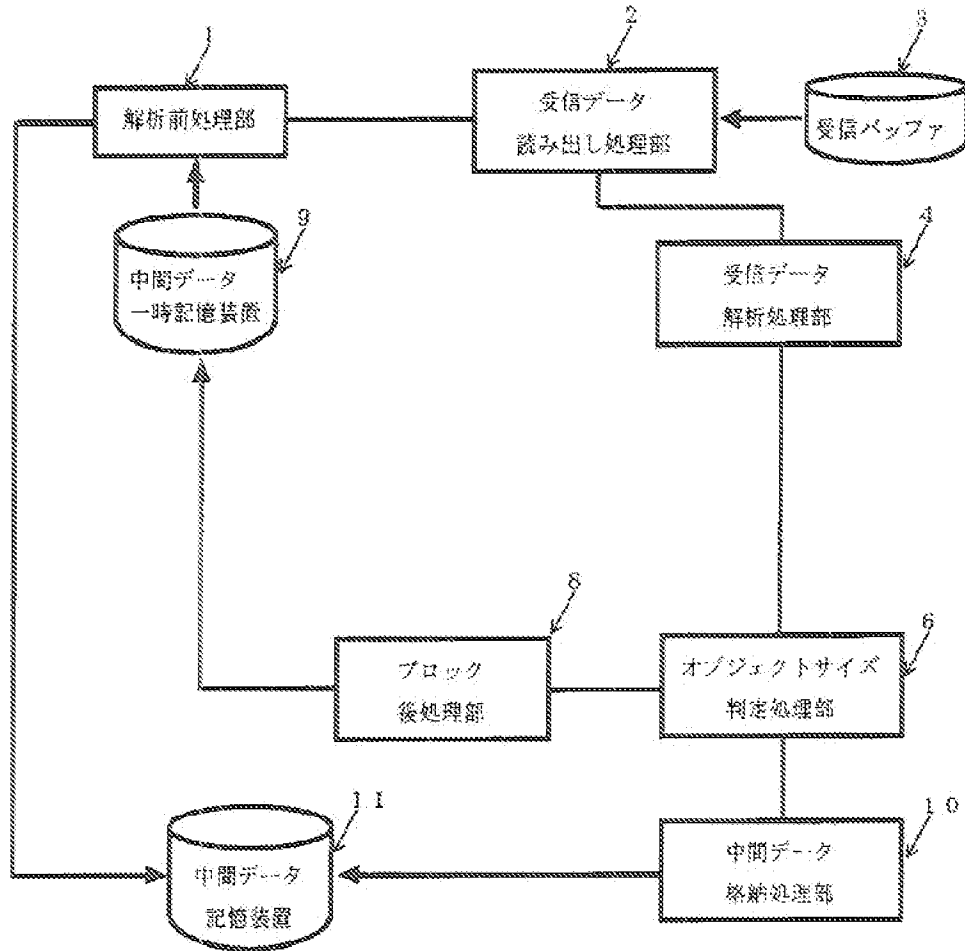 1
解析前処理部
2
受信データ
読み出し処理部
3
受信バッファ
9
中間データ
一時記憶装置
4
受信データ
解析処理部
8
ブロック
後処理部
6
オブジェクトサイズ
判定処理部
11
中間データ
記憶装置
10
中間データ
格納処理部